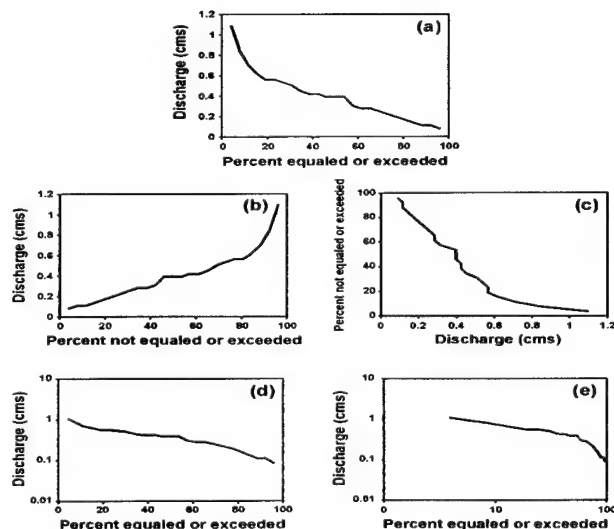 (a)
Discharge (cms)
1.2
1
0.8
0.6
0.4
0.2
0
0 20 40 60 80 100
Percent equaled or exceeded
(b)
Discharge (cms)
1.2
1
0.8
0.6
0.4
0.2
0
0 20 40 60 80 100
Percent not equaled or exceeded
(c)
Percent not equaled or exceeded
100
80
60
40
20
0
0 0.2 0.4 0.6 0.8 1 1.2
Discharge (cms)
(d)
Discharge (cms)
10
1
0.1
0.01
0 20 40 60 80 100
Percent equaled or exceeded
(e)
Discharge (cms)
10
1
0.1
0.01
1 10 100
Percent equaled or exceeded